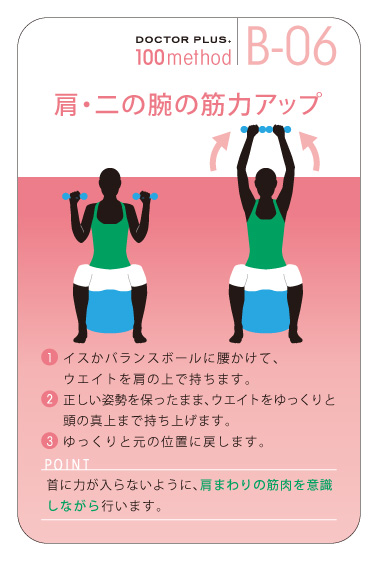 DOCTOR PLUS.
100method
B-06
肩・二の腕の筋力アップ
1 イスかバランスボールに腰かけて、
ウエイトを肩の上で持ちます。
2 正しい姿勢を保ったまま、ウエイトをゆっくりと
頭の真上まで持ち上げます。
3 ゆっくりと元の位置に戻します。
POINT
首に力が入らないように、肩まわりの筋肉を意識
しながら行います。